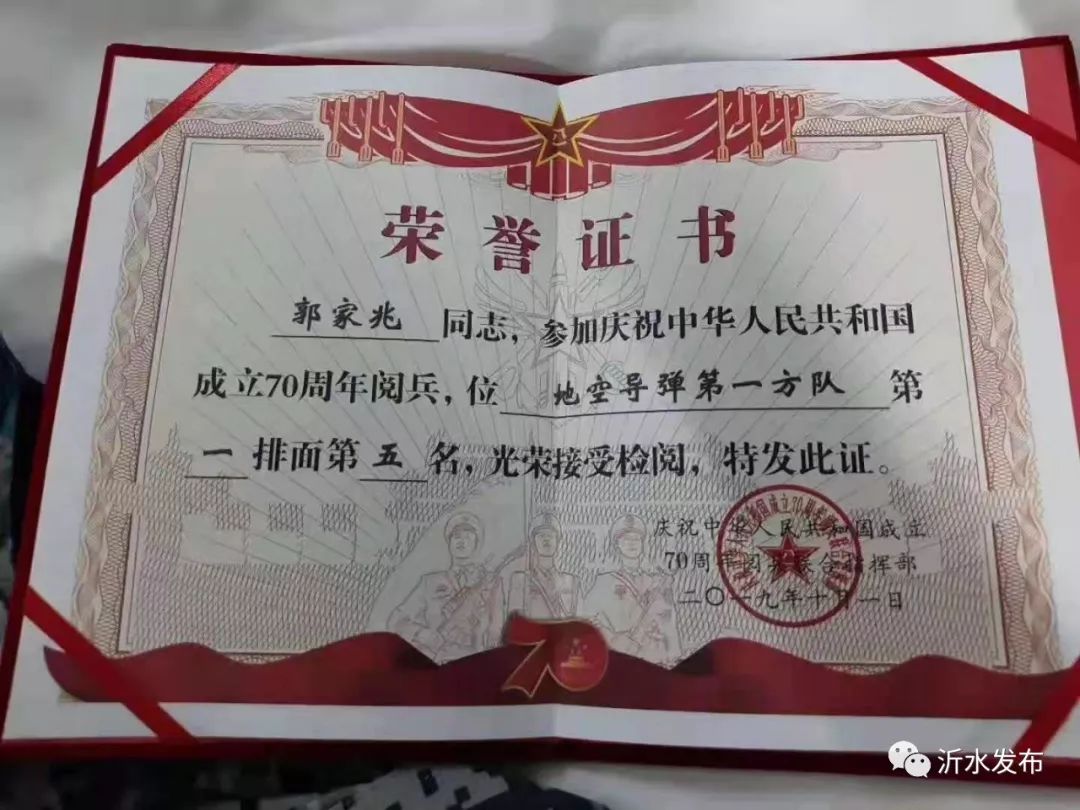 荣誉证书
郭家兆同志，参加庆祝中华人民共和国
成立70周年阅兵，位地空导弹第一方队第
一排面第五名，光荣接受检阅，特发此证。
庆祝中华人民共和国成立
70周年阅兵联合指挥部
二〇一九年十月一日
70
沂水发布